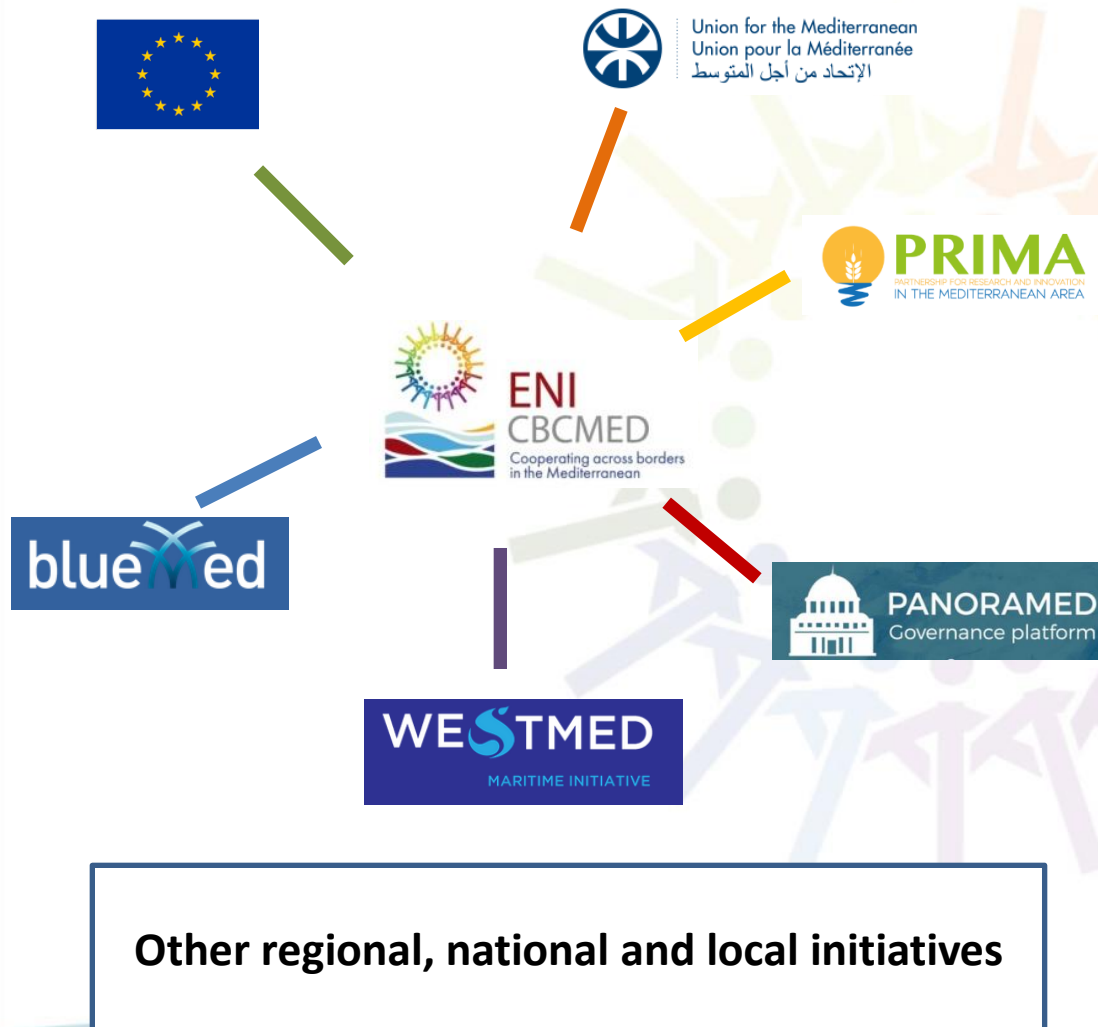 Union for the Mediterranean
Union pour la Méditerranée
الإتحاد من أجل المتوسط
PRIMA
PARTNERSHIP FOR RESEARCH AND INNOVATION
IN THE MEDITERRANEAN AREA
ENI
CBCMED
Cooperating across borders
in the Mediterranean
bluemed
PANORAMED
Governance platform
WESTMED
MARITIME INITIATIVE
Other regional, national and local initiatives